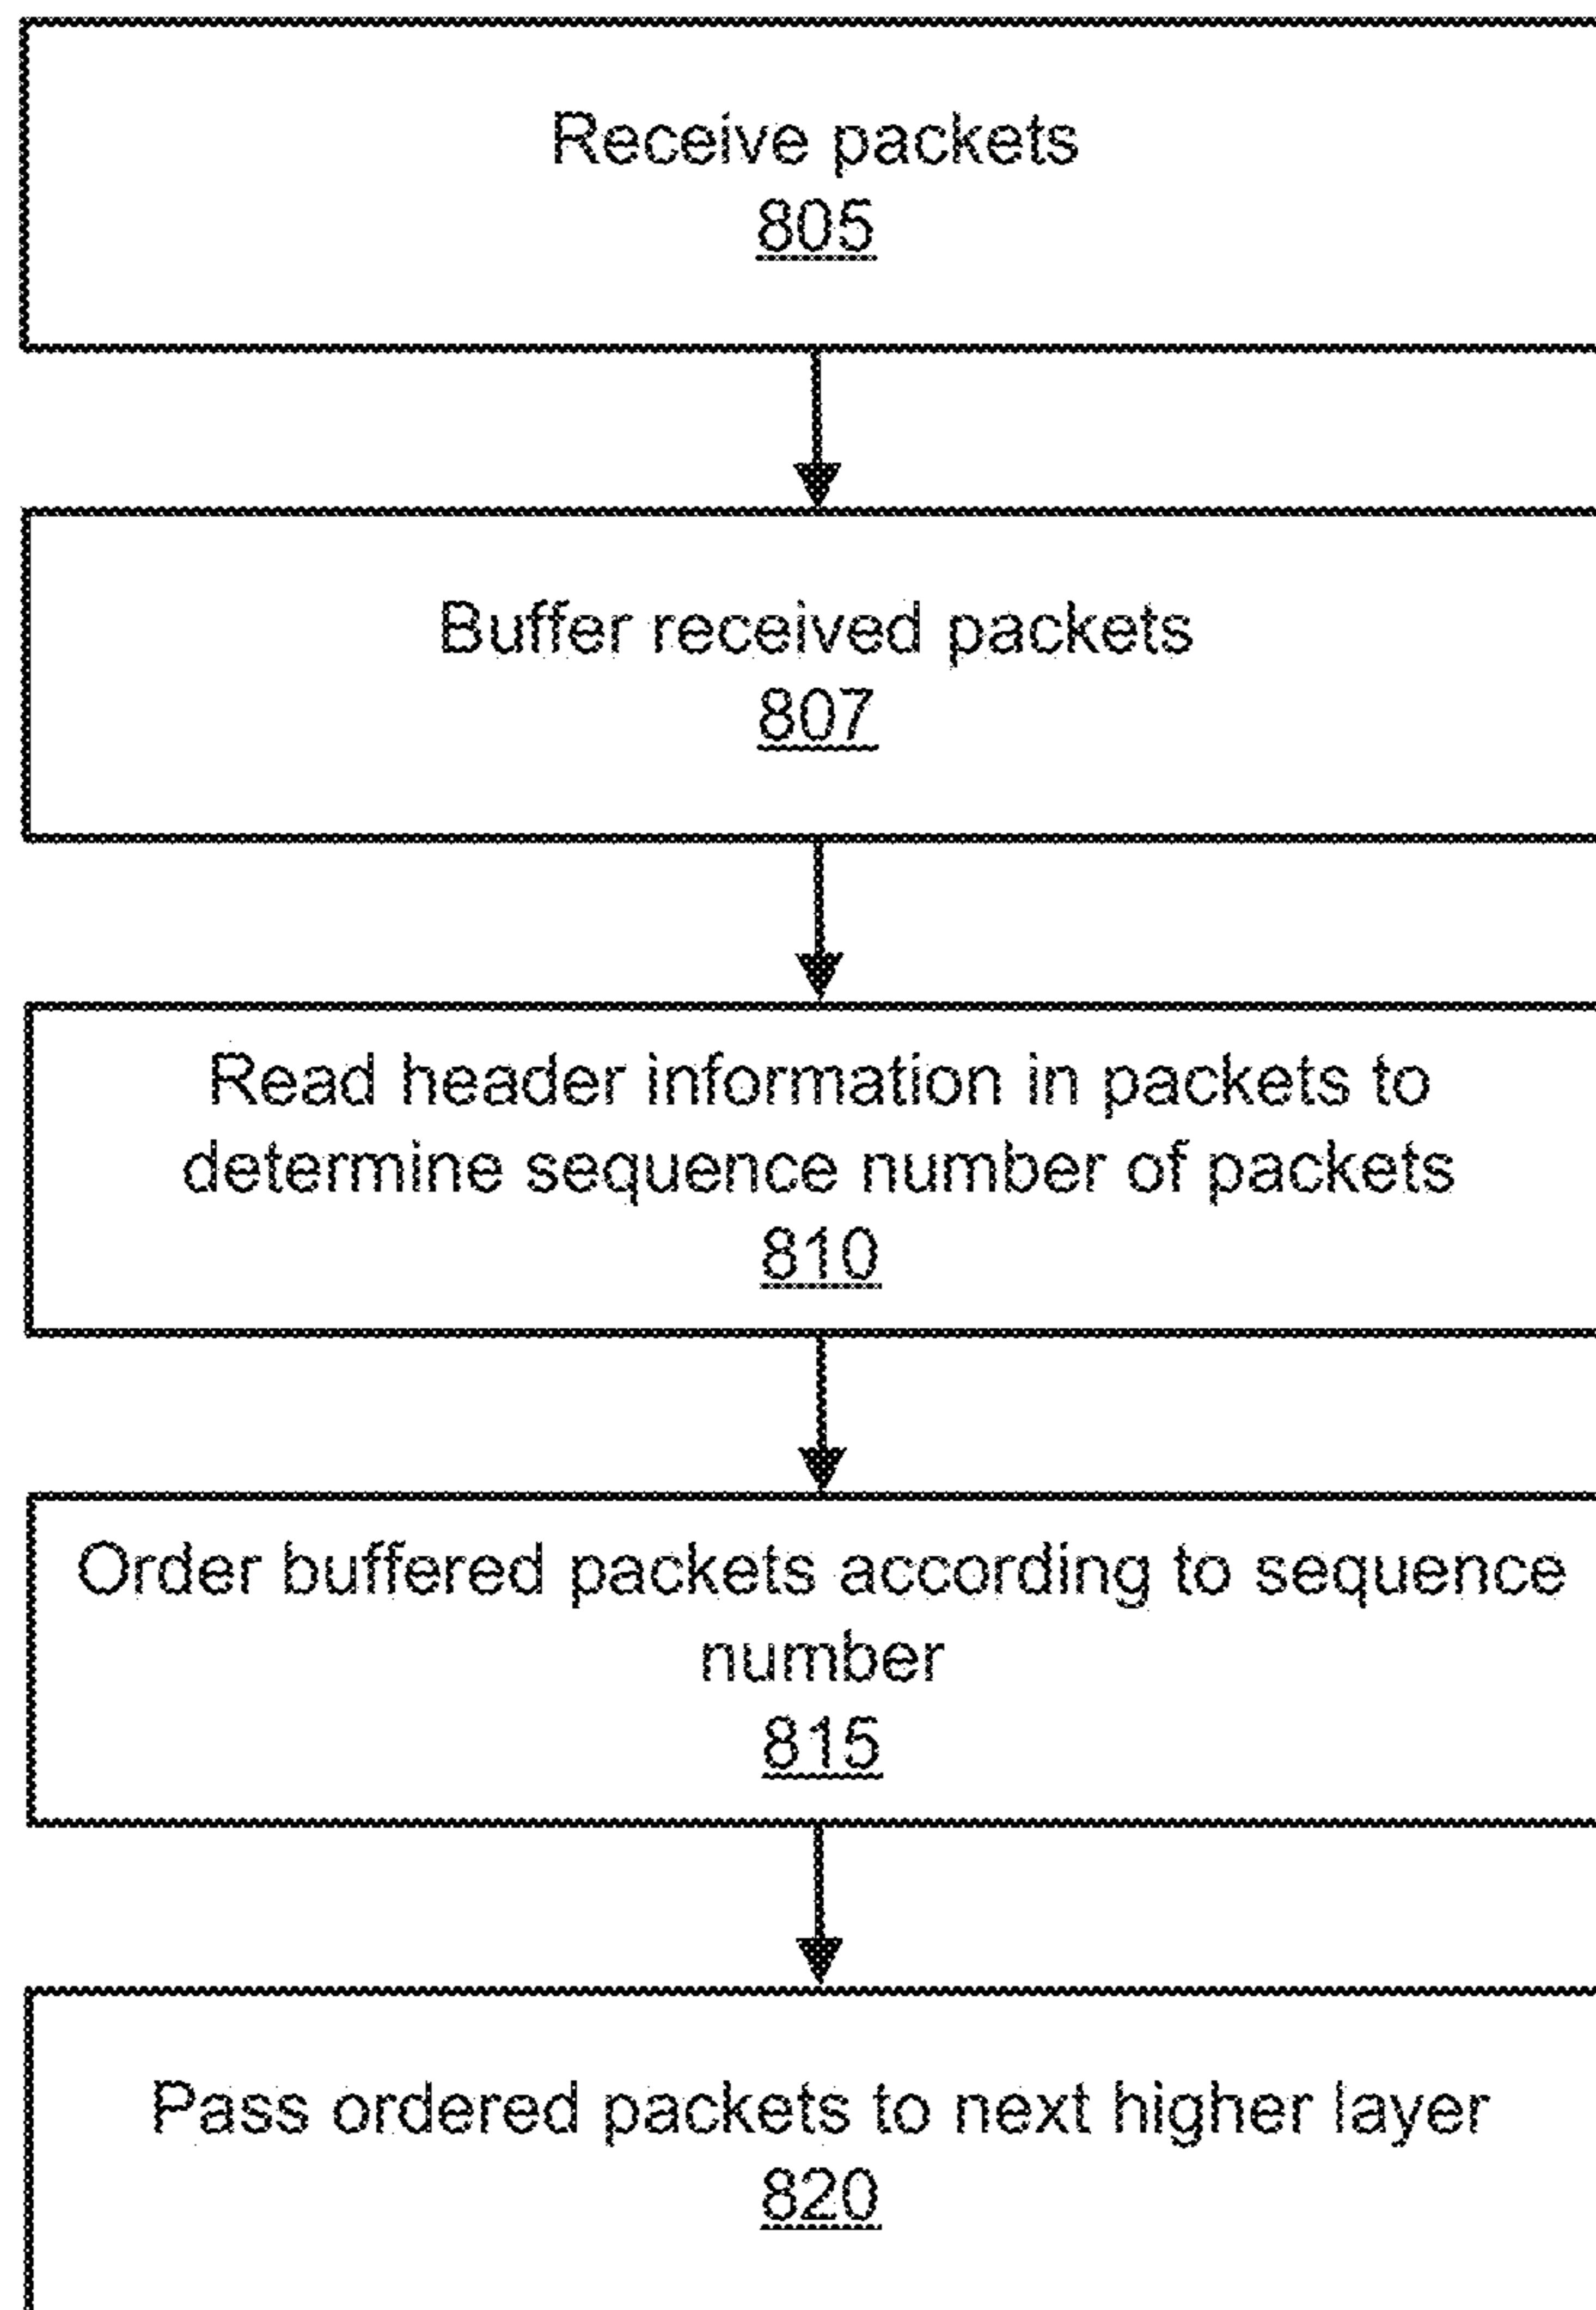 Receive packets
805
Buffer received packets
807
Read header information in packets to
determine sequence number of packets
810
Order buffered packets according to sequence
number
815
Pass ordered packets to next higher layer
820